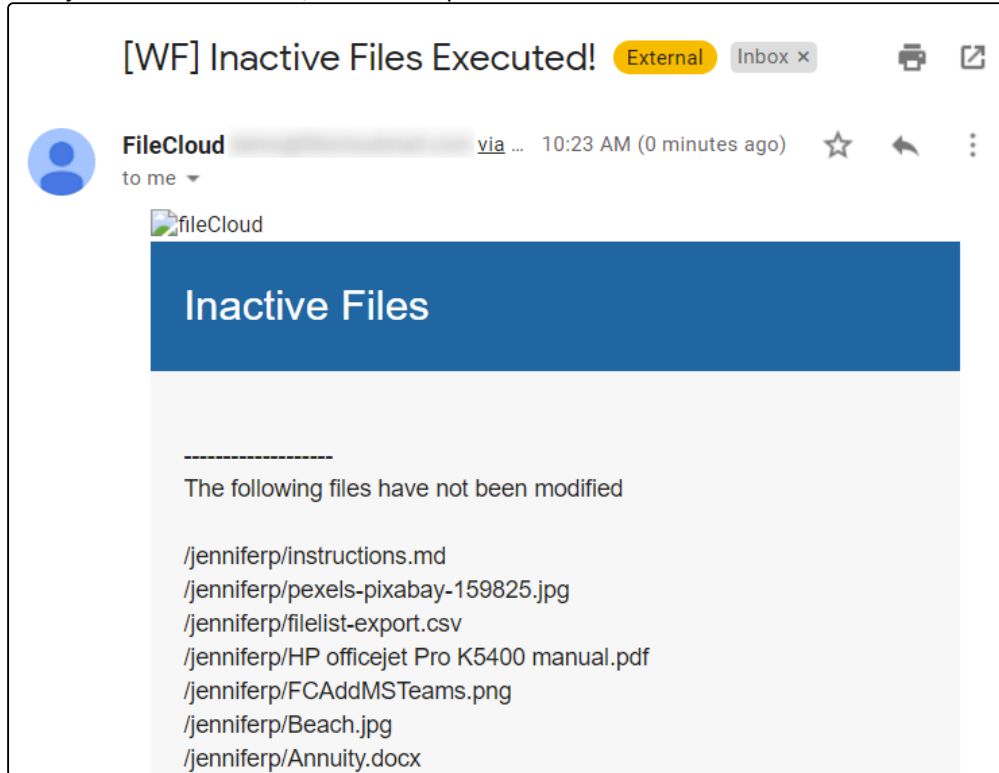 [WF] Inactive Files Executed! External Inbox ×
FileCloud via ... 10:23 AM (0 minutes ago)
to me
fileCloud
Inactive Files
-------------------
The following files have not been modified
/jenniferp/instructions.md
/jenniferp/pexels-pixabay-159825.jpg
/jenniferp/filelist-export.csv
/jenniferp/HP officejet Pro K5400 manual.pdf
/jenniferp/FCAddMSTeams.png
/jenniferp/Beach.jpg
/jenniferp/Annuity.docx